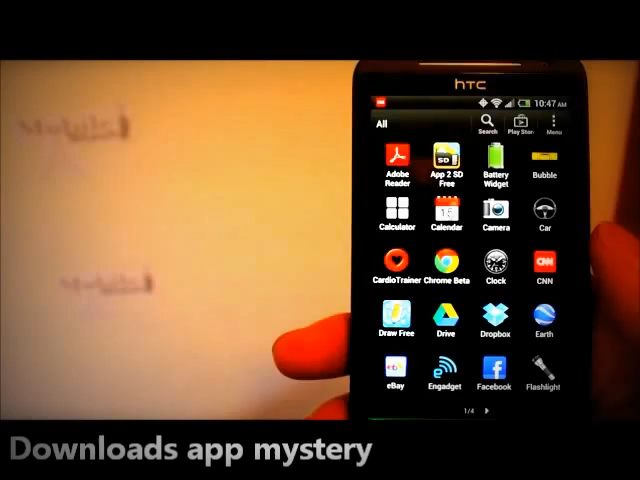 hTC
10:47 AM
All
Search
Play Stor
Menu
Adobe Reader
App 2 SD Free
Battery Widget
Bubble
Calculator
Calendar
Camera
Car
CardioTrainer
Chrome Beta
Clock
CNN
Draw Free
Drive
Dropbox
Earth
eBay
Engadget
Facebook
Flashlight
1/4
Downloads app mystery